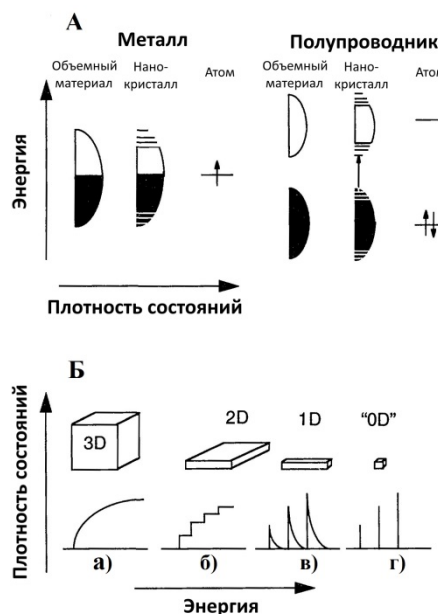 А
Металл
Полупроводник
Объемный Нано- Атом
материал кристалл
Объемный Нано- Атом
материал кристалл
Энергия
Плотность состояний
Б
Плотность состояний
3D 2D 1D "0D"
а) б) в) г)
Энергия